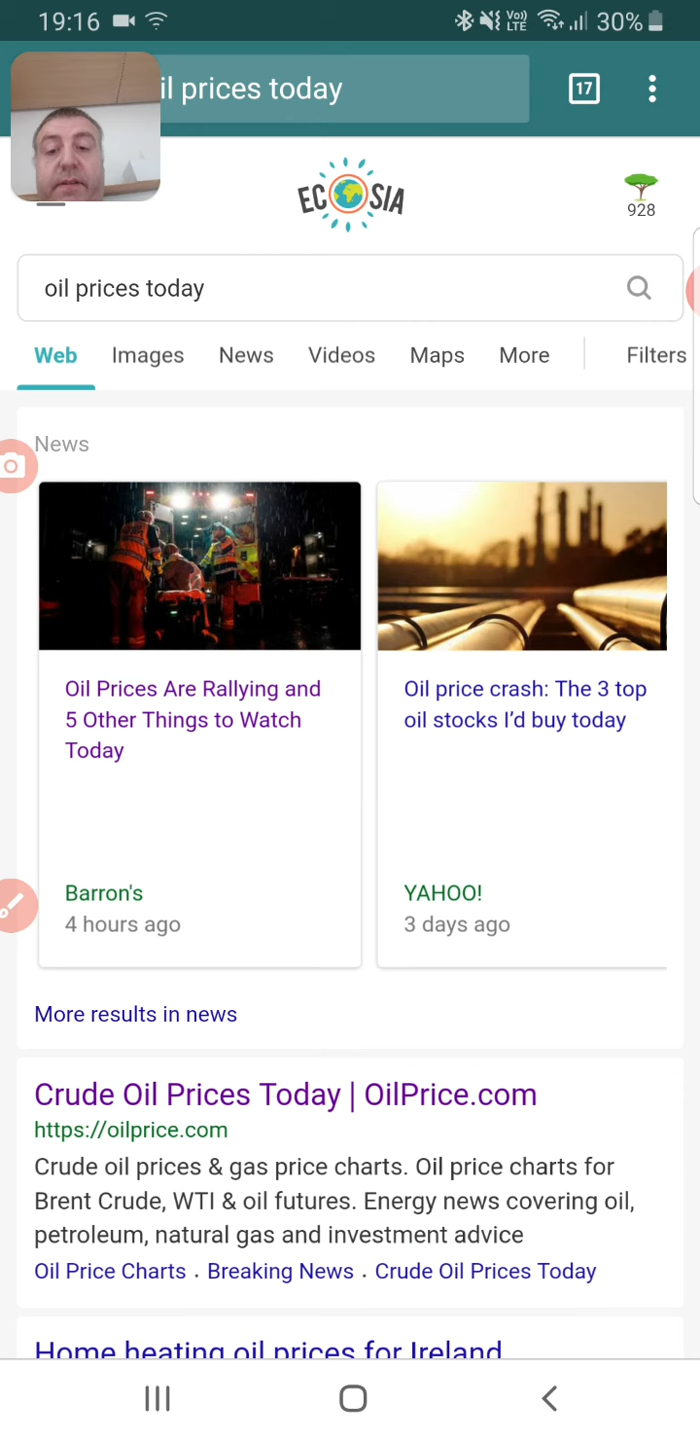 19:16 Vo) LTE 30%
il prices today 17
ECOSIA
928
oil prices today
Web Images News Videos Maps More Filters
News
Oil Prices Are Rallying and
5 Other Things to Watch
Today
Barron's
4 hours ago
Oil price crash: The 3 top
oil stocks I’d buy today
YAHOO!
3 days ago
More results in news
Crude Oil Prices Today | OilPrice.com
https://oilprice.com
Crude oil prices & gas price charts. Oil price charts for
Brent Crude, WTI & oil futures. Energy news covering oil,
petroleum, natural gas and investment advice
Oil Price Charts . Breaking News . Crude Oil Prices Today
Home heating oil prices for Ireland